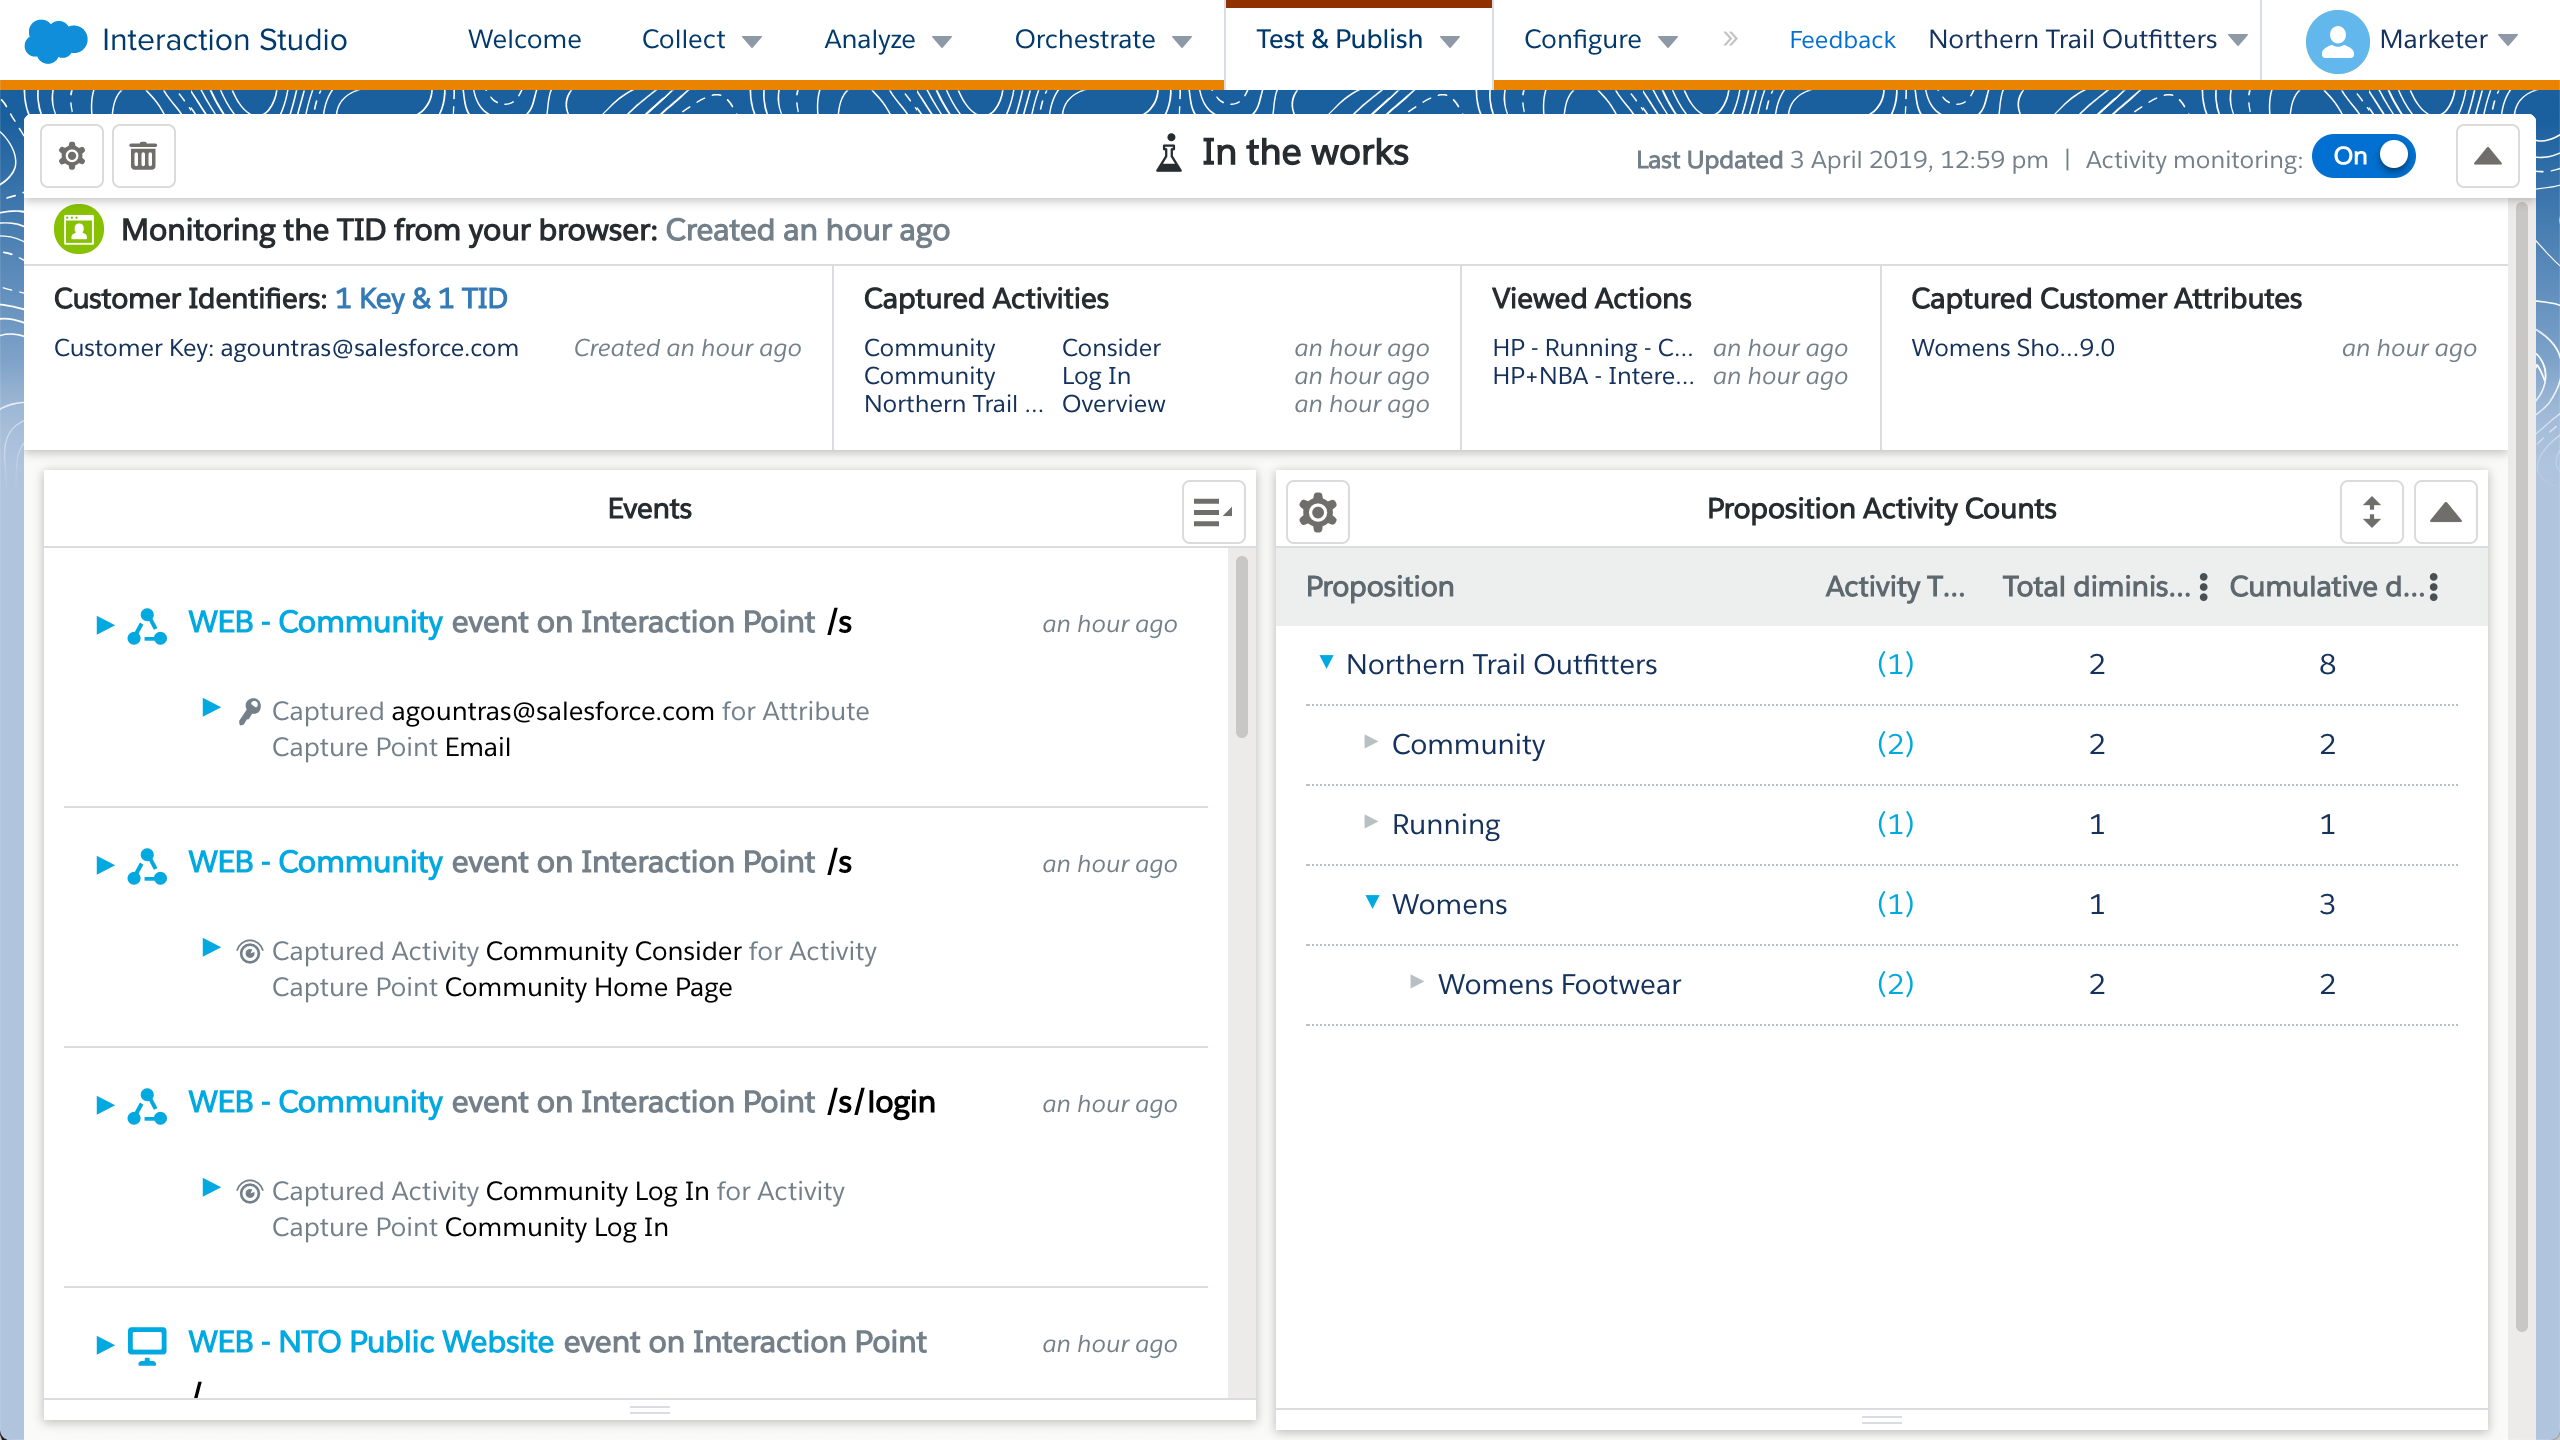 Interaction Studio Welcome Collect Analyze Orchestrate Test & Publish Configure » Feedback Northern Trail Outfitters Marketer
In the works
Last Updated 3 April 2019, 12:59 pm | Activity monitoring: On
Monitoring the TID from your browser: Created an hour ago
Customer Identifiers: 1 Key & 1 TID
Customer Key: agountras@salesforce.com Created an hour ago
Captured Activities
Community Consider an hour ago
Community Log In an hour ago
Northern Trail ... Overview an hour ago
Viewed Actions
HP - Running - C... an hour ago
HP+NBA - Intere... an hour ago
Captured Customer Attributes
Womens Sho...9.0 an hour ago
Events
WEB - Community event on Interaction Point /s an hour ago
Captured agountras@salesforce.com for Attribute
Capture Point Email
WEB - Community event on Interaction Point /s an hour ago
Captured Activity Community Consider for Activity
Capture Point Community Home Page
WEB - Community event on Interaction Point /s/login an hour ago
Captured Activity Community Log In for Activity
Capture Point Community Log In
WEB - NTO Public Website event on Interaction Point an hour ago
/
Proposition Activity Counts
Proposition Activity T... Total diminis... Cumulative d...
Northern Trail Outfitters (1) 2 8
Community (2) 2 2
Running (1) 1 1
Womens (1) 1 3
Womens Footwear (2) 2 2